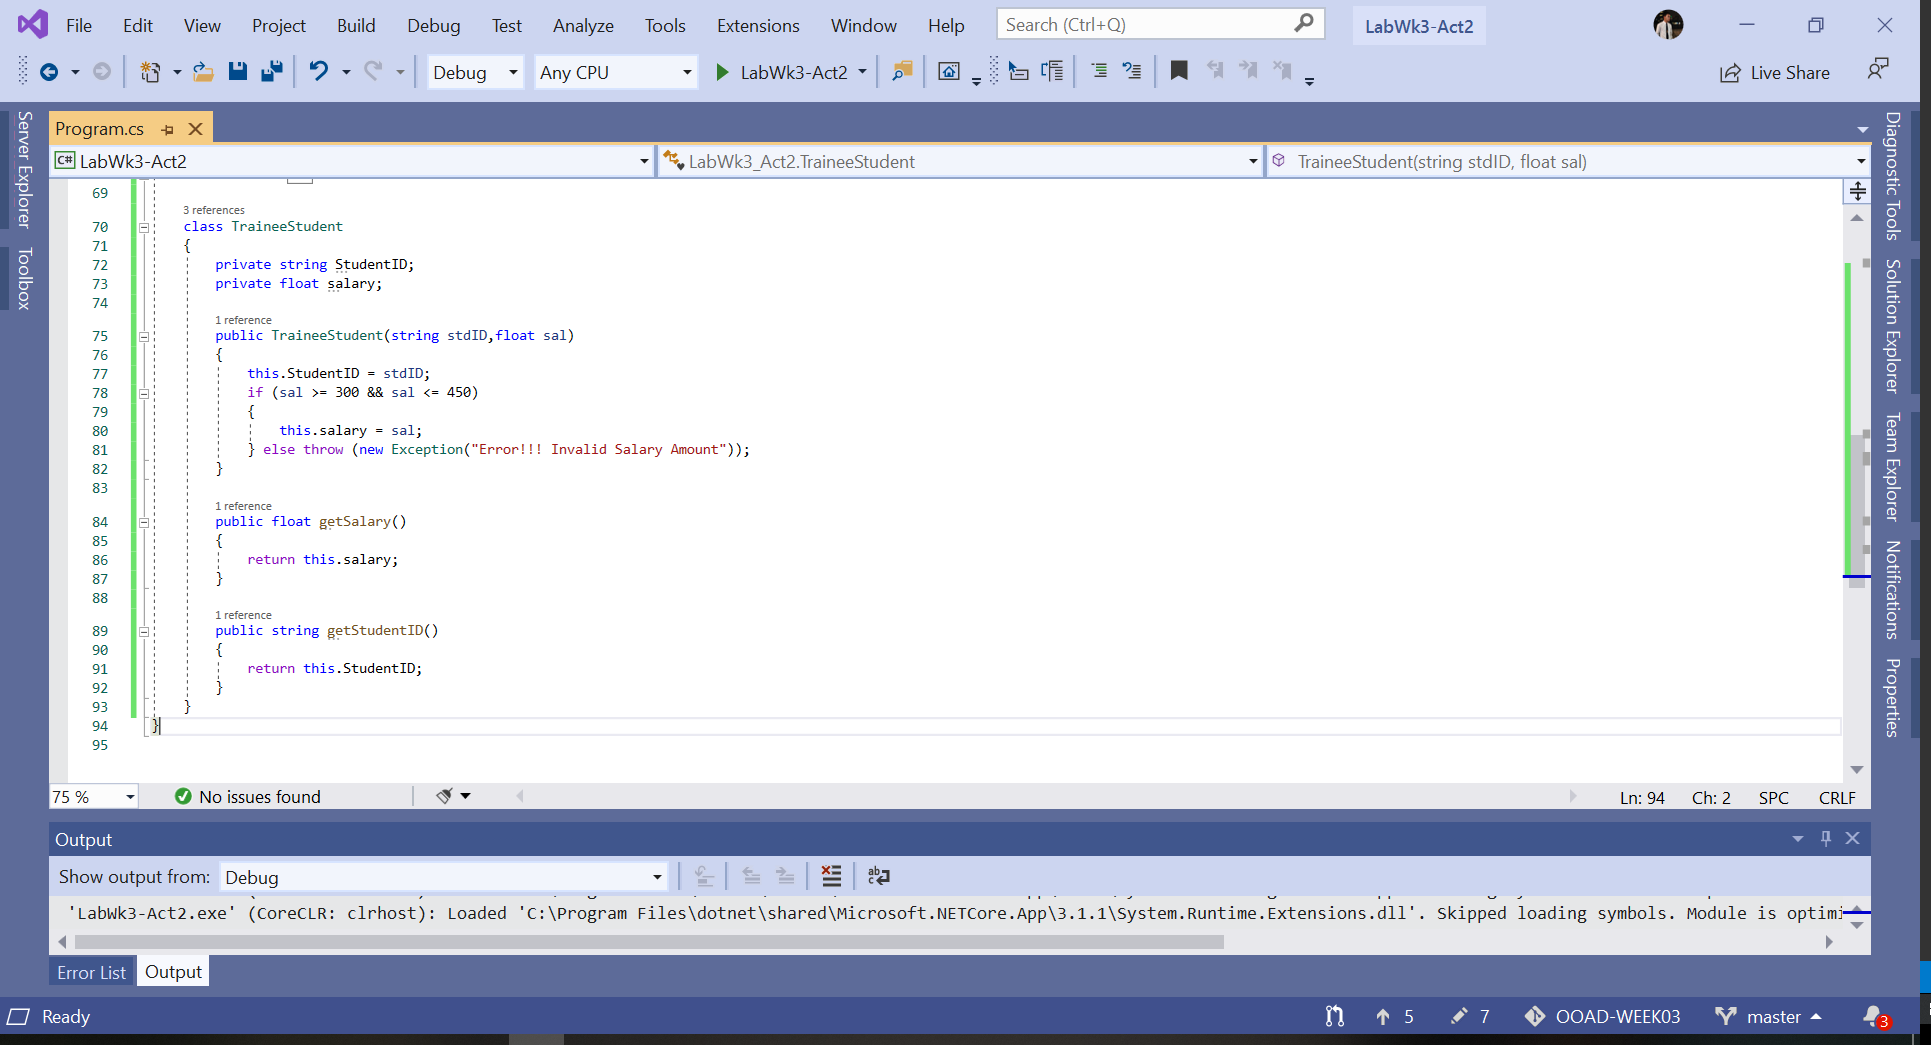 File Edit View Project Build Debug Test Analyze Tools Extensions Window Help Search (Ctrl+Q) LabWk3-Act2
Debug Any CPU LabWk3-Act2 Live Share
Server Explorer
Toolbox
Program.cs
C# LabWk3-Act2 LabWk3_Act2.TraineeStudent TraineeStudent(string stdID, float sal)
69
3 references
70 class TraineeStudent
71 {
72 private string StudentID;
73 private float salary;
74
1 reference
75 public TraineeStudent(string stdID,float sal)
76 {
77 this.StudentID = stdID;
78 if (sal >= 300 && sal <= 450)
79 {
80 this.salary = sal;
81 } else throw (new Exception("Error!!! Invalid Salary Amount"));
82 }
83
1 reference
84 public float getSalary()
85 {
86 return this.salary;
87 }
88
1 reference
89 public string getStudentID()
90 {
91 return this.StudentID;
92 }
93 }
94 }
95
Diagnostic Tools
Solution Explorer
Team Explorer
Notifications
Properties
75 % No issues found Ln: 94 Ch: 2 SPC CRLF
Output
Show output from: Debug
'LabWk3-Act2.exe' (CoreCLR: clrhost): Loaded 'C:\Program Files\dotnet\shared\Microsoft.NETCore.App\3.1.1\System.Runtime.Extensions.dll'. Skipped loading symbols. Module is optimi
Error List Output
Ready 5 7 OOAD-WEEK03 master 3